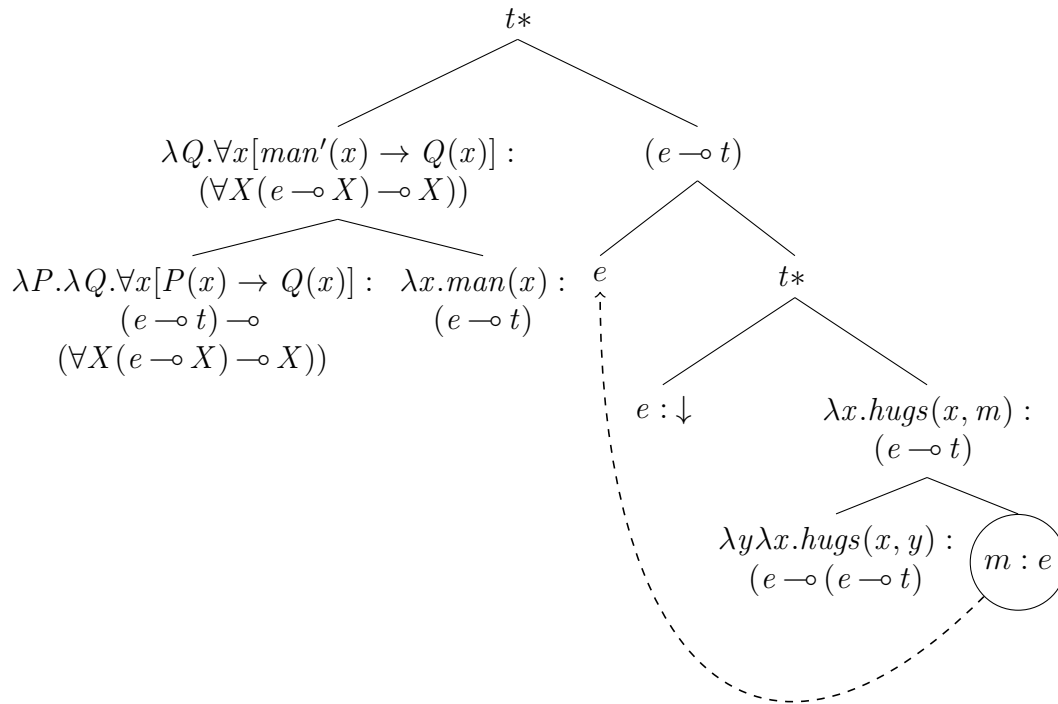 t*
λQ.∀x[man′(x) → Q(x)] :
(∀X(e ⊸ X) ⊸ X))
(e ⊸ t)
λP.λQ.∀x[P(x) → Q(x)] :
(e ⊸ t) ⊸
(∀X(e ⊸ X) ⊸ X))
λx.man(x) :
(e ⊸ t)
e
t*
e : ↓
λx.hugs(x, m) :
(e ⊸ t)
λyλx.hugs(x, y) :
(e ⊸ (e ⊸ t)
m : e